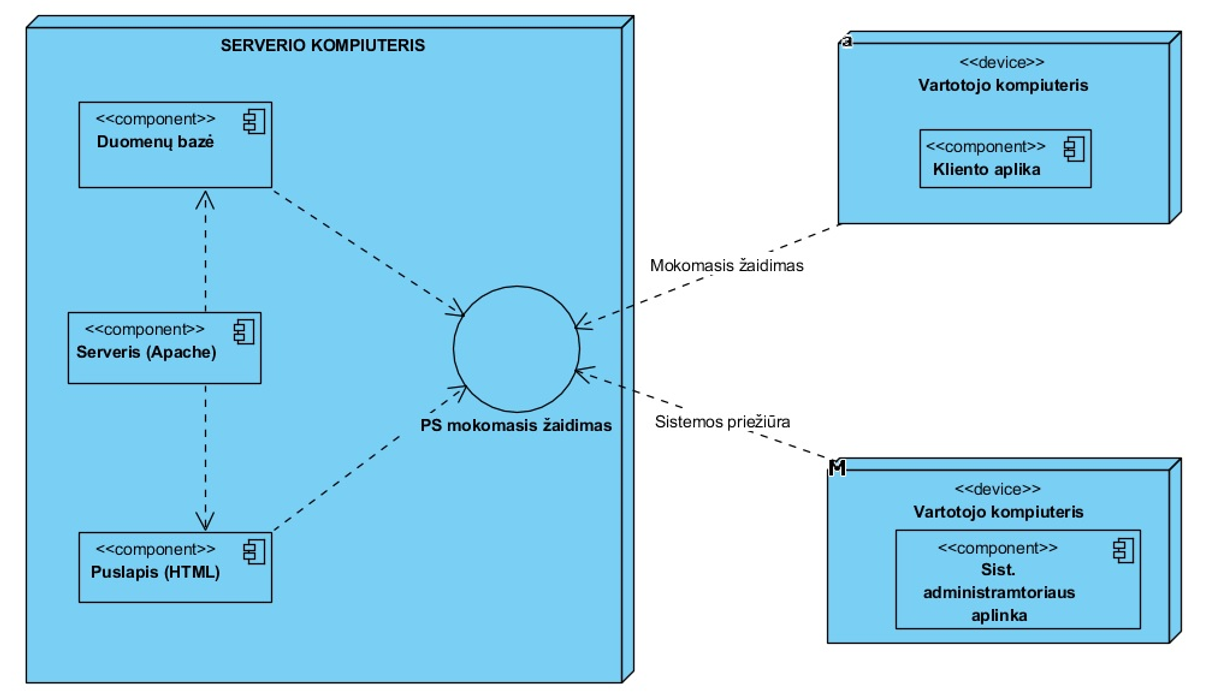 SERVERIO KOMPIUTERIS
<<component>>
Duomenų bazė
<<component>>
Serveris (Apache)
<<component>>
Puslapis (HTML)
PS mokomasis žaidimas
Mokomasis žaidimas
Sistemos priežiūra
a
<<device>>
Vartotojo kompiuteris
<<component>>
Kliento aplika
M
<<device>>
Vartotojo kompiuteris
<<component>>
Sist.
administramtoriaus
aplinka